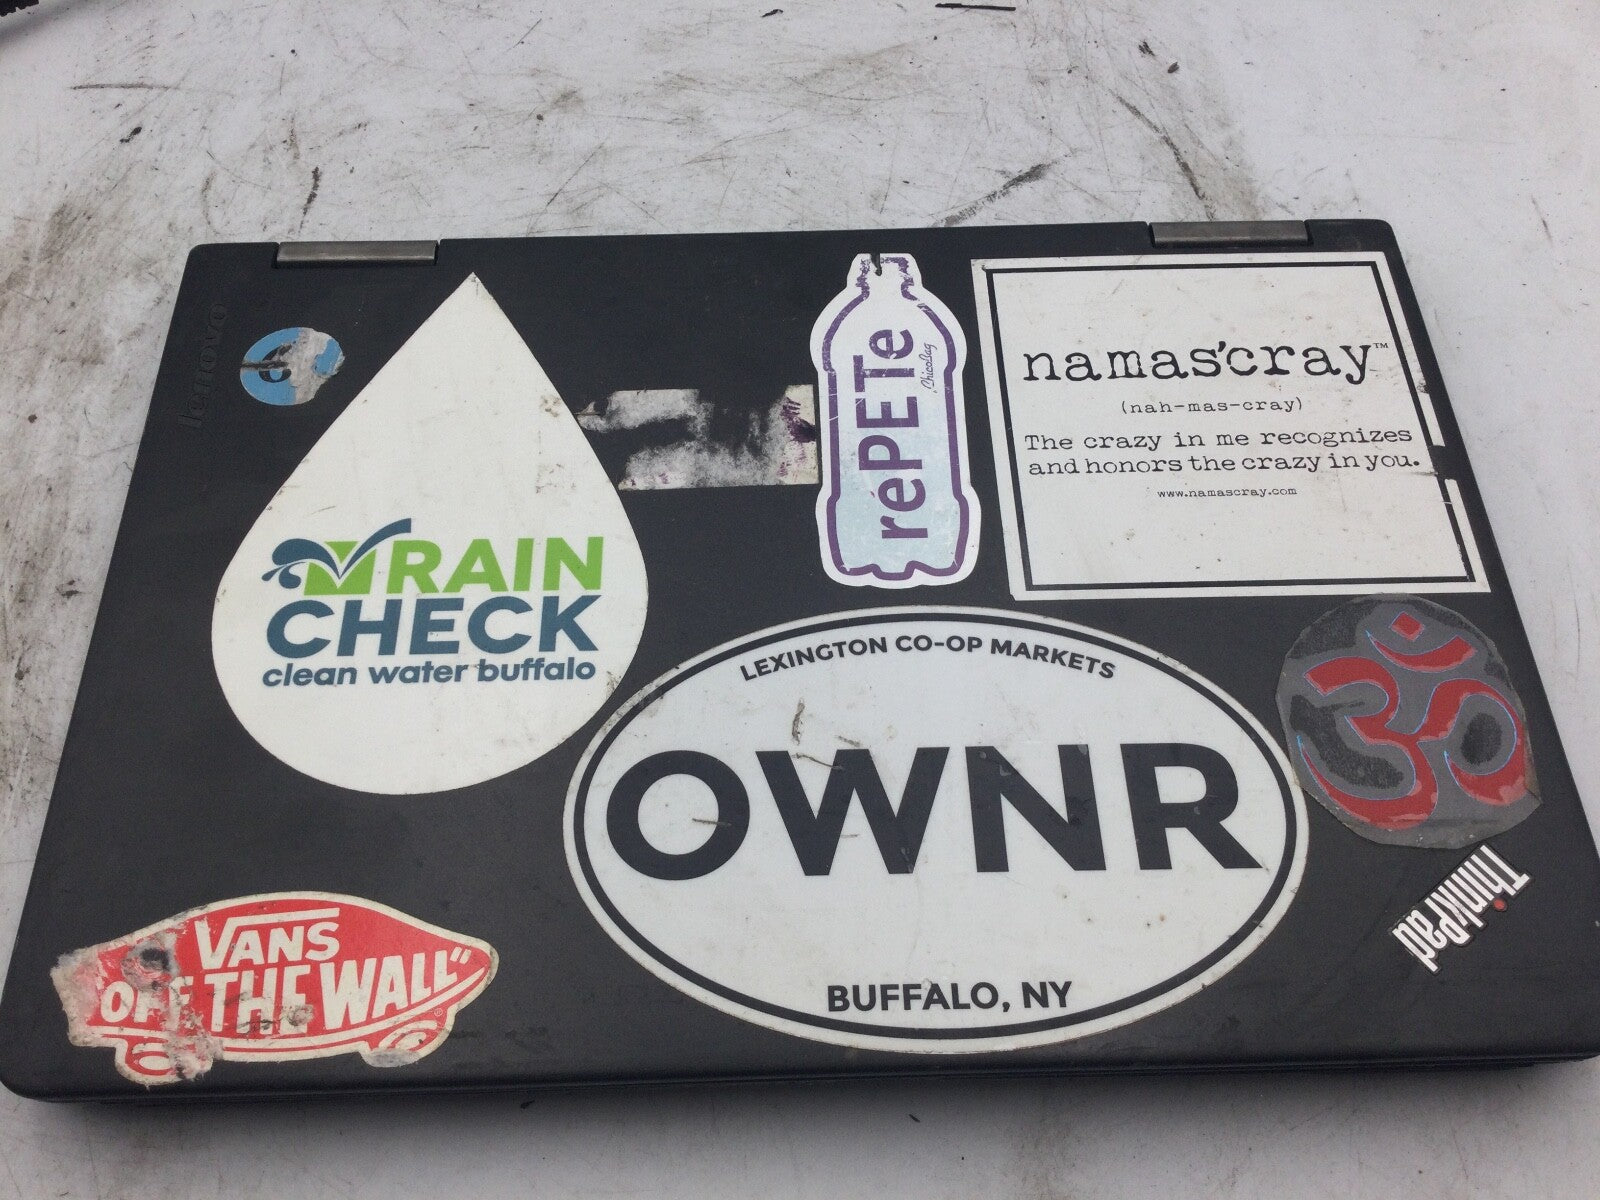 lenovo
RAIN
CHECK
clean water buffalo
rePETe
ChicoBag
namas'cray™
(nah-mas-cray)
The crazy in me recognizes
and honors the crazy in you.
www.namascray.com
LEXINGTON CO-OP MARKETS
OWNR
BUFFALO, NY
ॐ
ThinkPad
VANS
"OFF THE WALL"
®